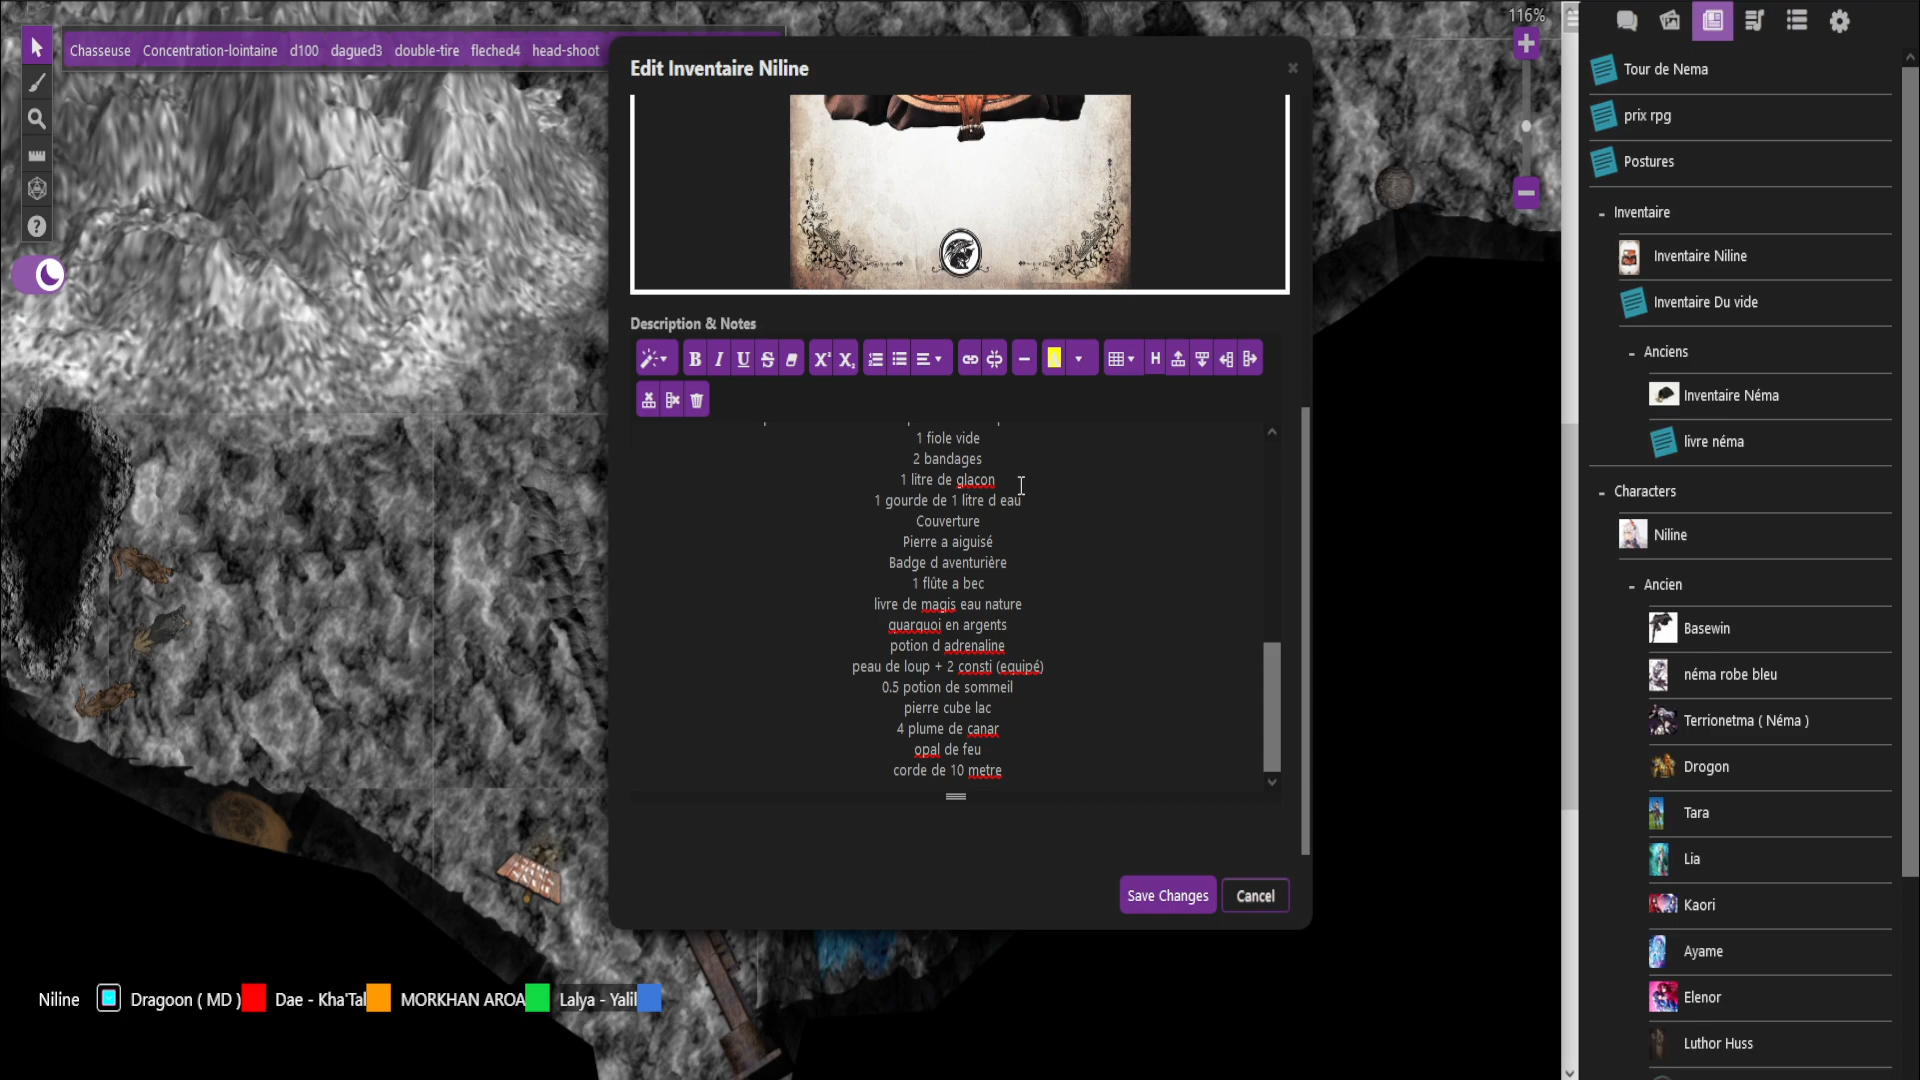 Chasseuse Concentration-lointaine d100 dagued3 double-tire fleched4 head-shoot
116%
Edit Inventaire Niline
Description & Notes
1 fiole vide
2 bandages
1 litre de glacon
1 gourde de 1 litre d eau
Couverture
Pierre a aiguisé
Badge d aventurière
1 flûte a bec
livre de magis eau nature
quarquoi en argents
potion d adrenaline
peau de loup + 2 consti (equipé)
0.5 potion de sommeil
pierre cube lac
4 plume de canar
opal de feu
corde de 10 metre
Save Changes
Cancel
Niline
Dragoon ( MD )
Dae - Kha'Tal
MORKHAN AROA
Lalya - Yalil
Tour de Nema
prix rpg
Postures
Inventaire
Inventaire Niline
Inventaire Du vide
Anciens
Inventaire Néma
livre néma
Characters
Niline
Ancien
Basewin
néma robe bleu
Terrionetma ( Néma )
Drogon
Tara
Lia
Kaori
Ayame
Elenor
Luthor Huss